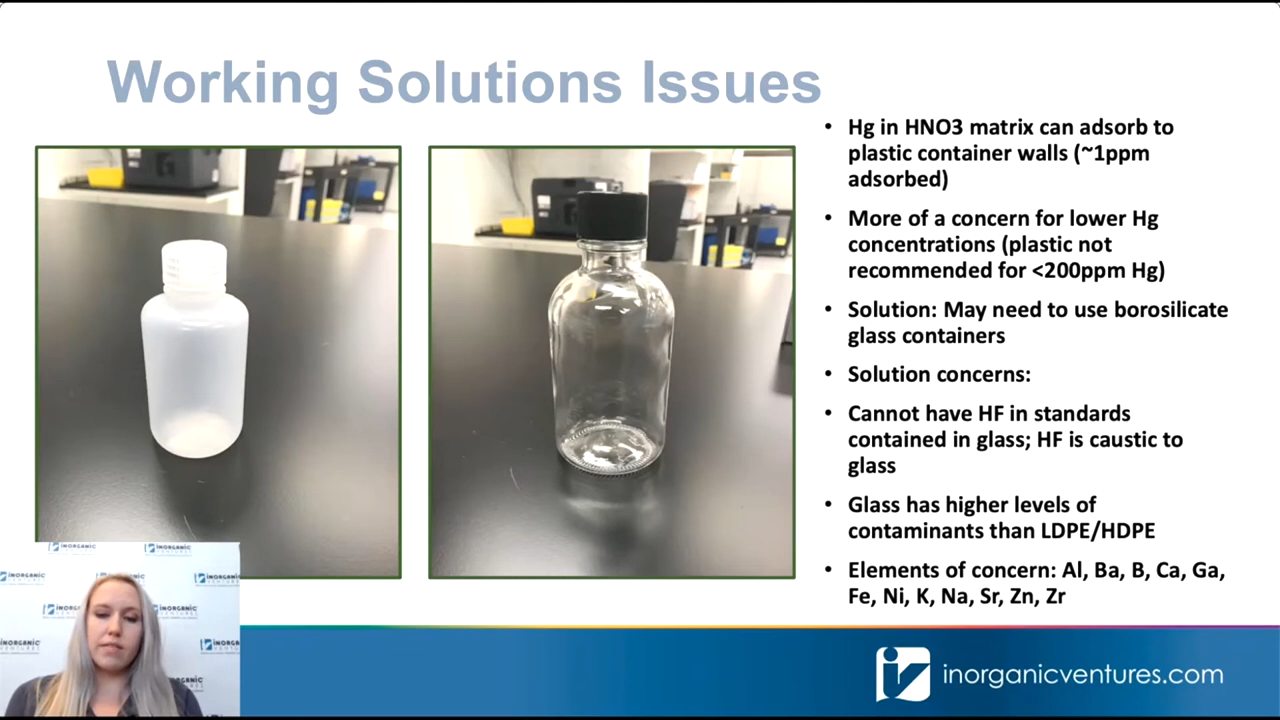 Working Solutions Issues
• Hg in HNO3 matrix can adsorb to
plastic container walls (~1ppm
adsorbed)
• More of a concern for lower Hg
concentrations (plastic not
recommended for <200ppm Hg)
• Solution: May need to use borosilicate
glass containers
• Solution concerns:
• Cannot have HF in standards
contained in glass; HF is caustic to
glass
• Glass has higher levels of
contaminants than LDPE/HDPE
• Elements of concern: Al, Ba, B, Ca, Ga,
Fe, Ni, K, Na, Sr, Zn, Zr
INORGANIC
VENTURES
inorganicventures.com